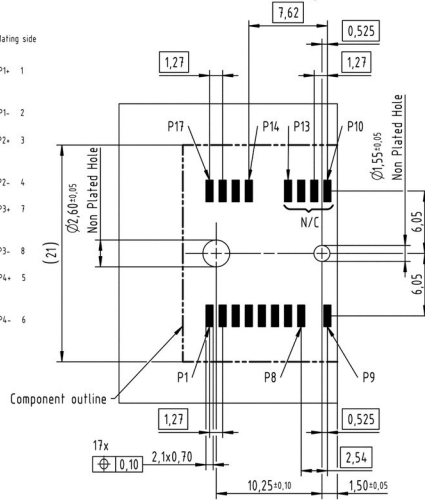 7,62
0,525
Mating side
1,27
1,27
P1+ 1
P1- 2
P2+ 3
P2- 4
P3+ 7
P3- 8
P4+ 5
P4- 6
P17
P14
P13
P10
Ø1,55±0,05
Non Plated Hole
Ø2,60±0,05
Non Plated Hole
N/C
6,05
(21)
6,05
P1
P8
P9
Component outline
1,27
0,525
17x
⌖ 0,10
2,1x0,70
2,54
10,25±0,10
1,50±0,05